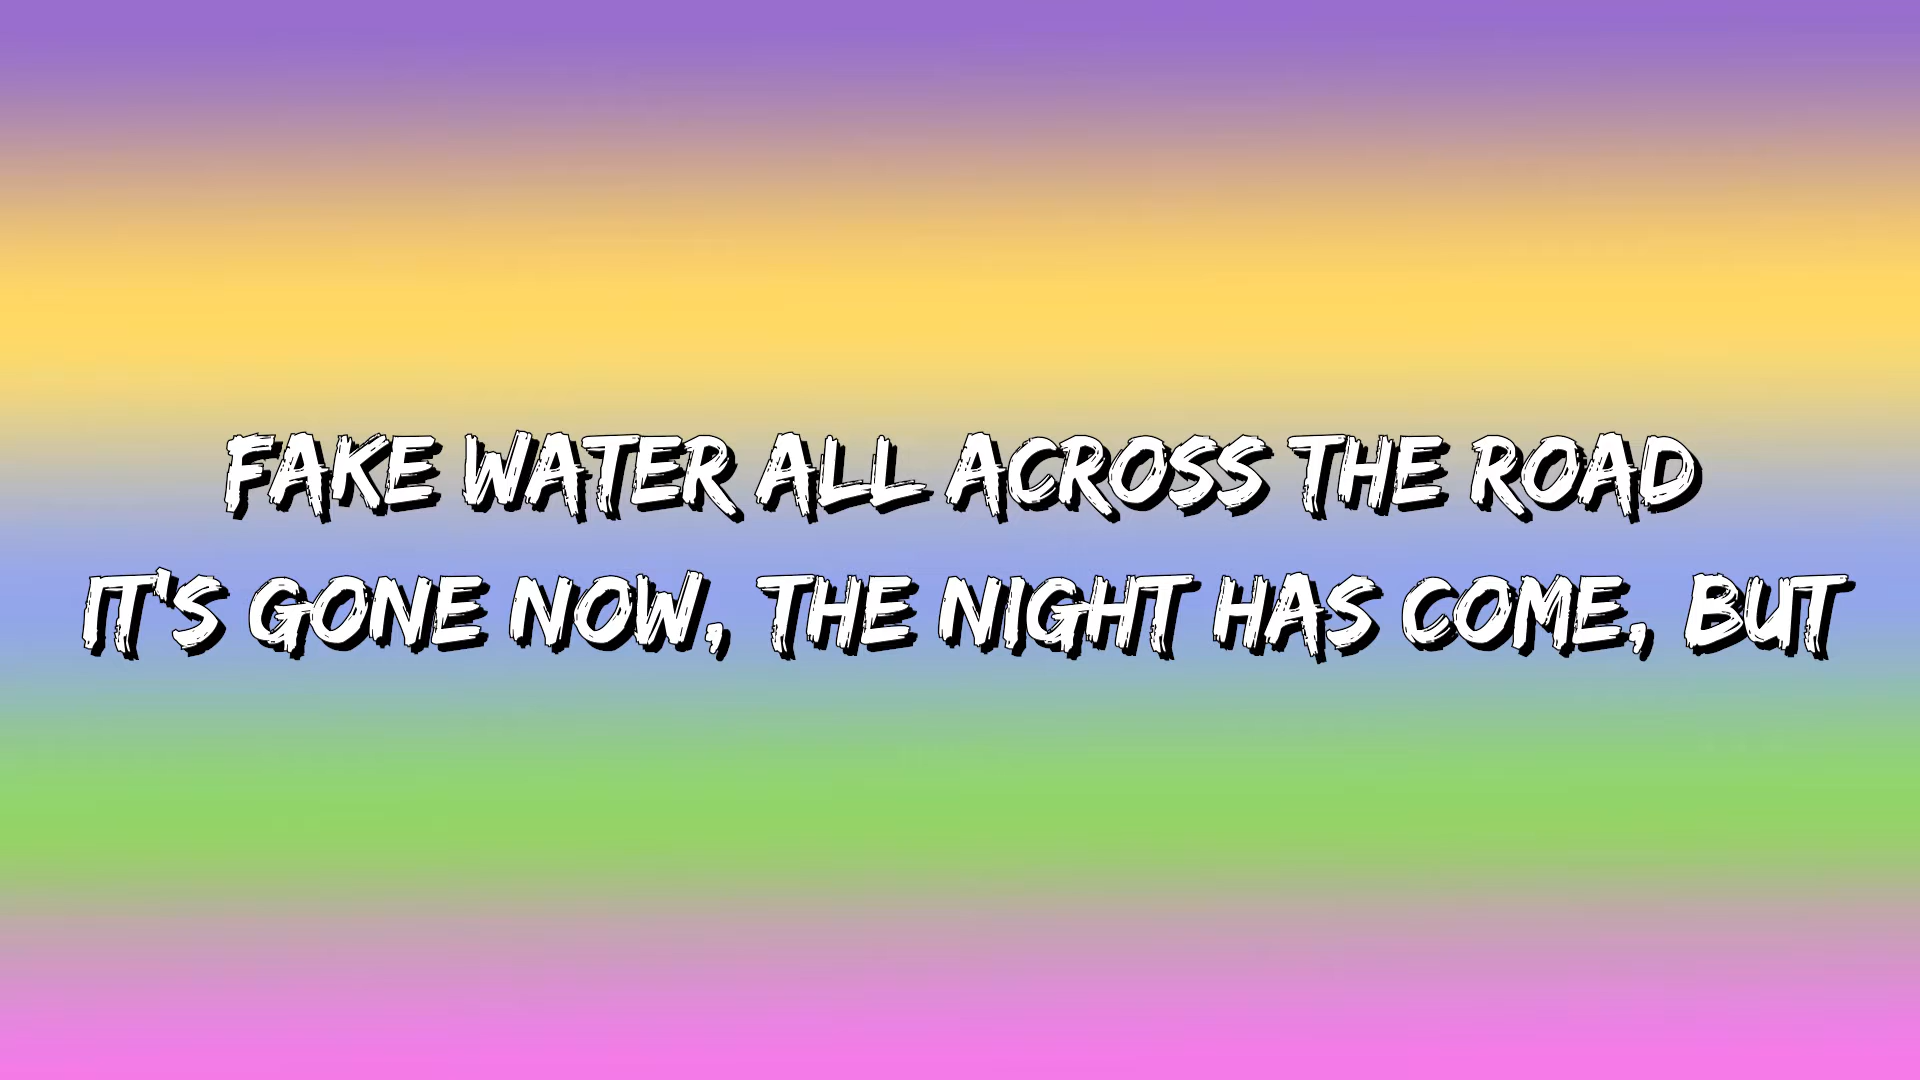 FAKE WATER ALL ACROSS THE ROAD
IT'S GONE NOW, THE NIGHT HAS COME, BUT